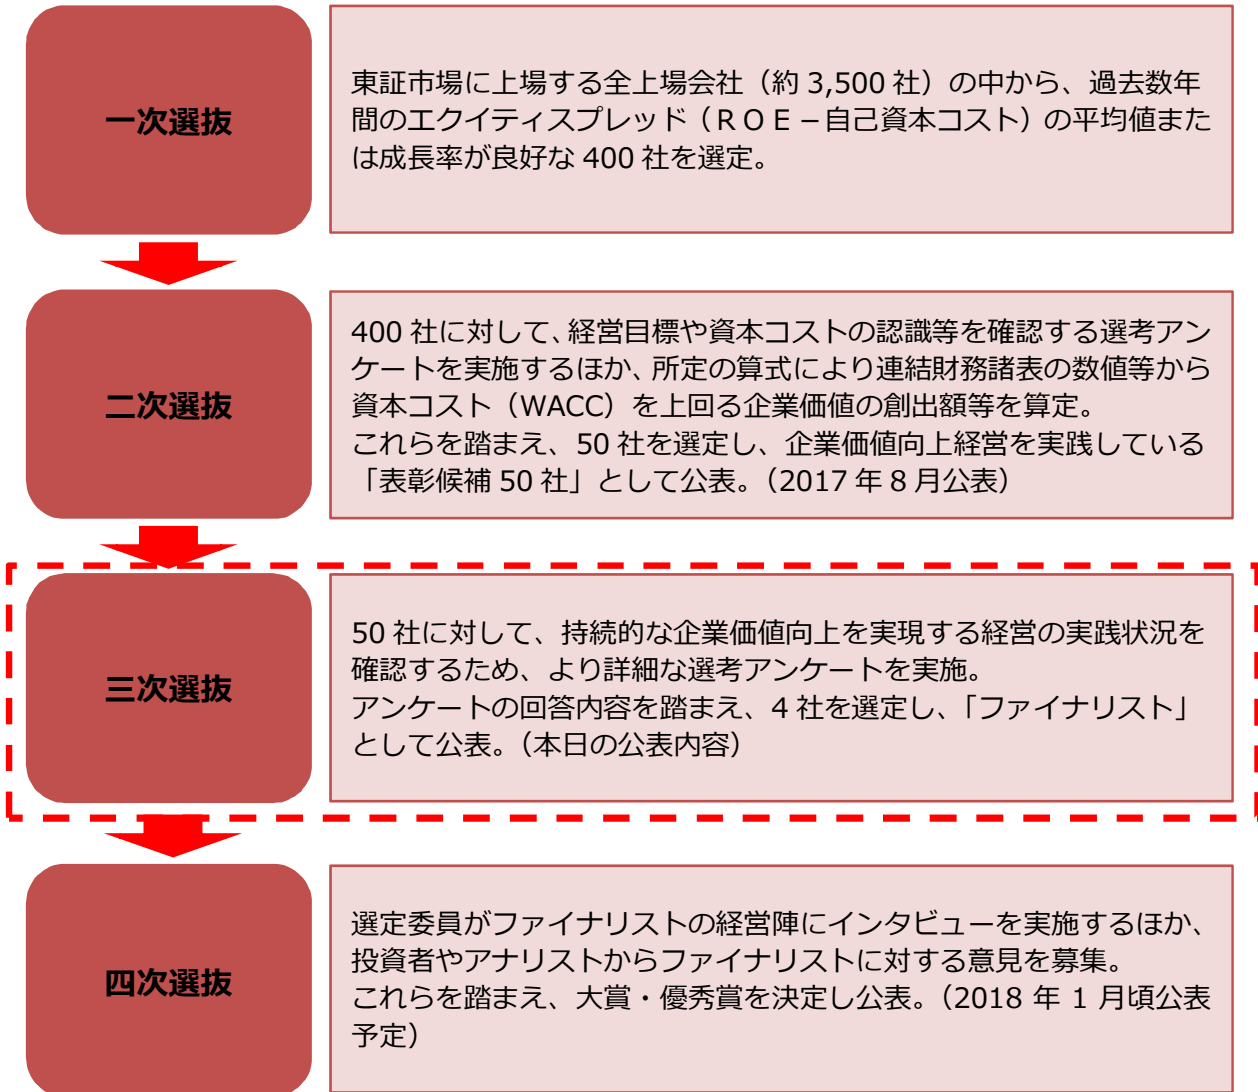 一次選抜
東証市場に上場する全上場会社（約 3,500 社）の中から、過去数年
間のエクイティスプレッド（ＲＯＥ－自己資本コスト）の平均値また
は成長率が良好な 400 社を選定。
二次選抜
400 社に対して、経営目標や資本コストの認識等を確認する選考アン
ケートを実施するほか、所定の算式により連結財務諸表の数値等から
資本コスト（WACC）を上回る企業価値の創出額等を算定。
これらを踏まえ、50 社を選定し、企業価値向上経営を実践している
「表彰候補 50 社」として公表。（2017 年 8 月公表）
三次選抜
50 社に対して、持続的な企業価値向上を実現する経営の実践状況を
確認するため、より詳細な選考アンケートを実施。
アンケートの回答内容を踏まえ、4 社を選定し、「ファイナリスト」
として公表。（本日の公表内容）
四次選抜
選定委員がファイナリストの経営陣にインタビューを実施するほか、
投資者やアナリストからファイナリストに対する意見を募集。
これらを踏まえ、大賞・優秀賞を決定し公表。（2018 年 1 月頃公表
予定）